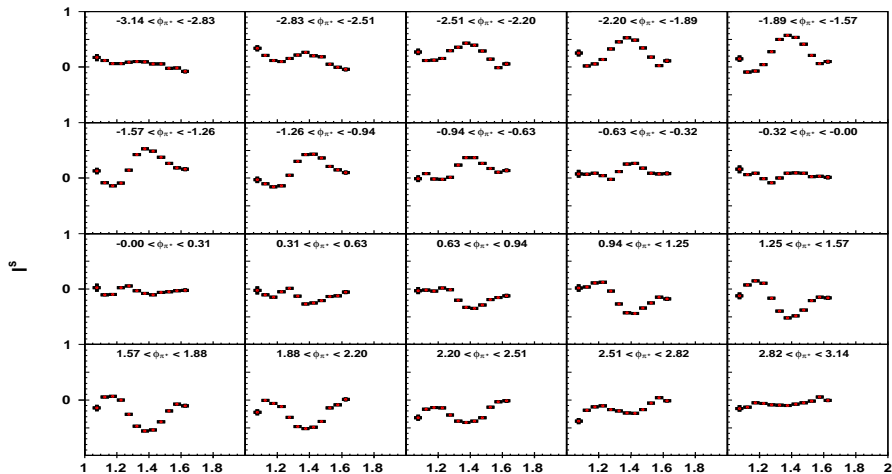 1
-3.14 < ϕπ+ < -2.83
-2.83 < ϕπ+ < -2.51
-2.51 < ϕπ+ < -2.20
-2.20 < ϕπ+ < -1.89
-1.89 < ϕπ+ < -1.57
0
1
-1.57 < ϕπ+ < -1.26
-1.26 < ϕπ+ < -0.94
-0.94 < ϕπ+ < -0.63
-0.63 < ϕπ+ < -0.32
-0.32 < ϕπ+ < -0.00
0
1
-0.00 < ϕπ+ < 0.31
0.31 < ϕπ+ < 0.63
0.63 < ϕπ+ < 0.94
0.94 < ϕπ+ < 1.25
1.25 < ϕπ+ < 1.57
Is
0
1
1.57 < ϕπ+ < 1.88
1.88 < ϕπ+ < 2.20
2.20 < ϕπ+ < 2.51
2.51 < ϕπ+ < 2.82
2.82 < ϕπ+ < 3.14
0
1 1.2 1.4 1.6 1.8 1.2 1.4 1.6 1.8 1.2 1.4 1.6 1.8 1.2 1.4 1.6 1.8 1.2 1.4 1.6 1.8 2